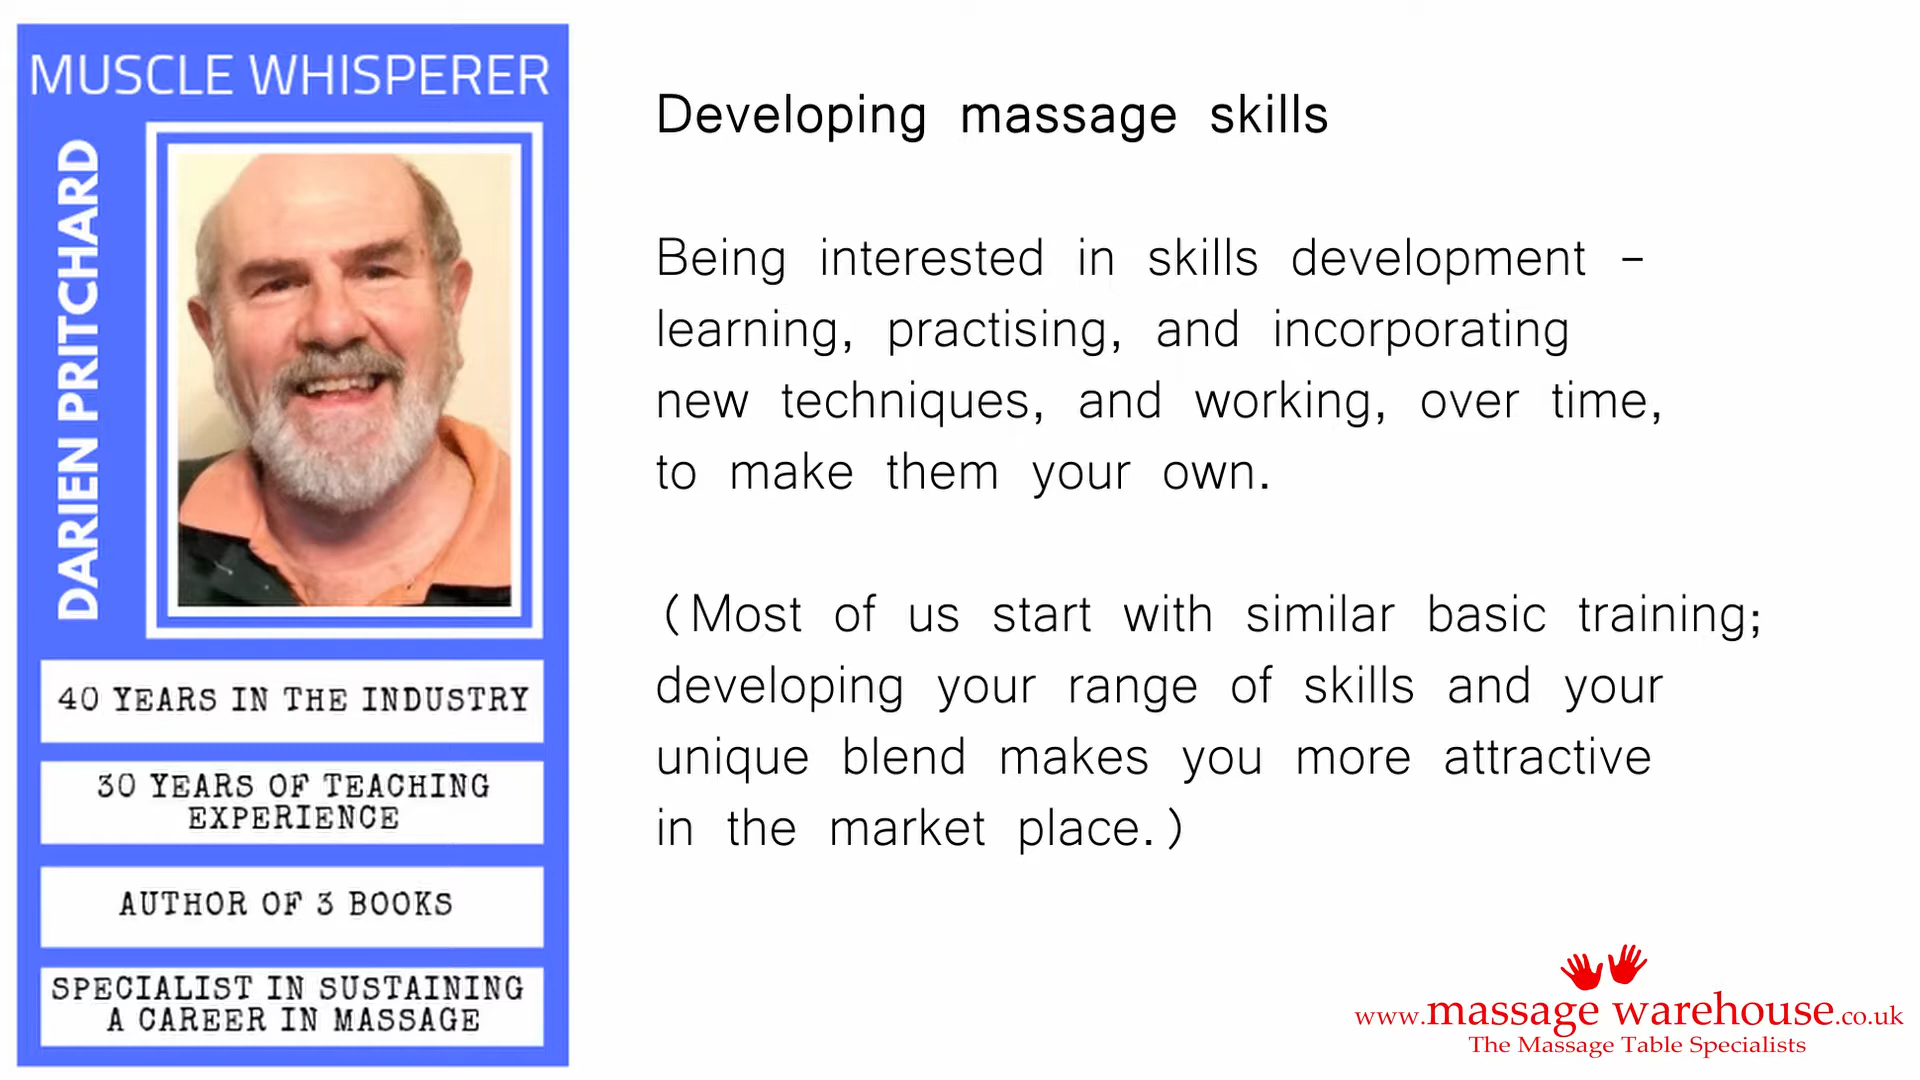 MUSCLE WHISPERER
DARIEN PRITCHARD
40 YEARS IN THE INDUSTRY
30 YEARS OF TEACHING
EXPERIENCE
AUTHOR OF 3 BOOKS
SPECIALIST IN SUSTAINING
A CAREER IN MASSAGE
Developing massage skills
Being interested in skills development –
learning, practising, and incorporating
new techniques, and working, over time,
to make them your own.
(Most of us start with similar basic training;
developing your range of skills and your
unique blend makes you more attractive
in the market place.)
www.massage warehouse.co.uk
The Massage Table Specialists